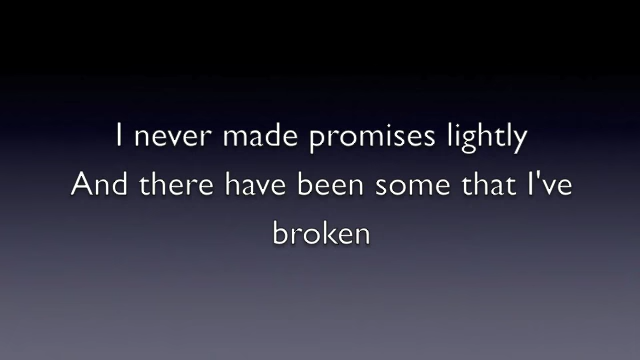 I never made promises lightly
And there have been some that I've
broken